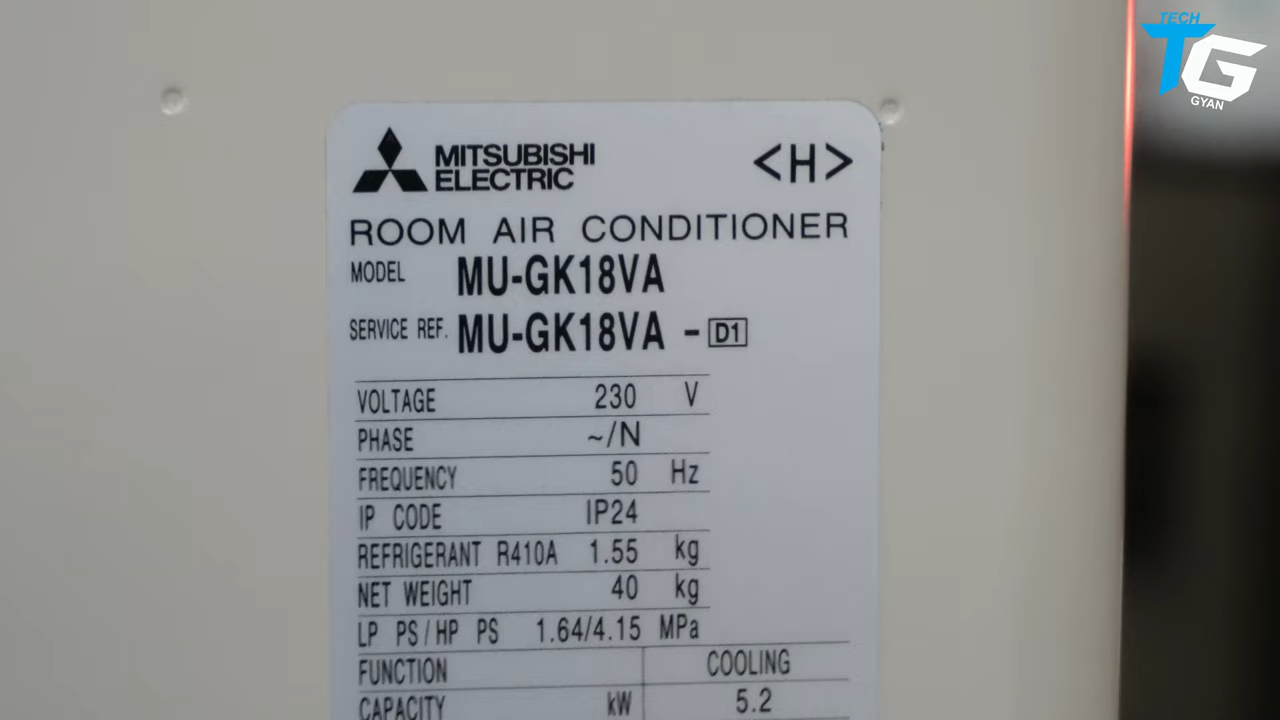 TECH
TG
GYAN
MITSUBISHI
ELECTRIC
<H>
ROOM AIR CONDITIONER
MODEL MU-GK18VA
SERVICE REF. MU-GK18VA - D1
VOLTAGE 230 V
PHASE ~/N
FREQUENCY 50 Hz
IP CODE IP24
REFRIGERANT R410A 1.55 kg
NET WEIGHT 40 kg
LP PS/HP PS 1.64/4.15 MPa
FUNCTION COOLING
CAPACITY kW 5.2